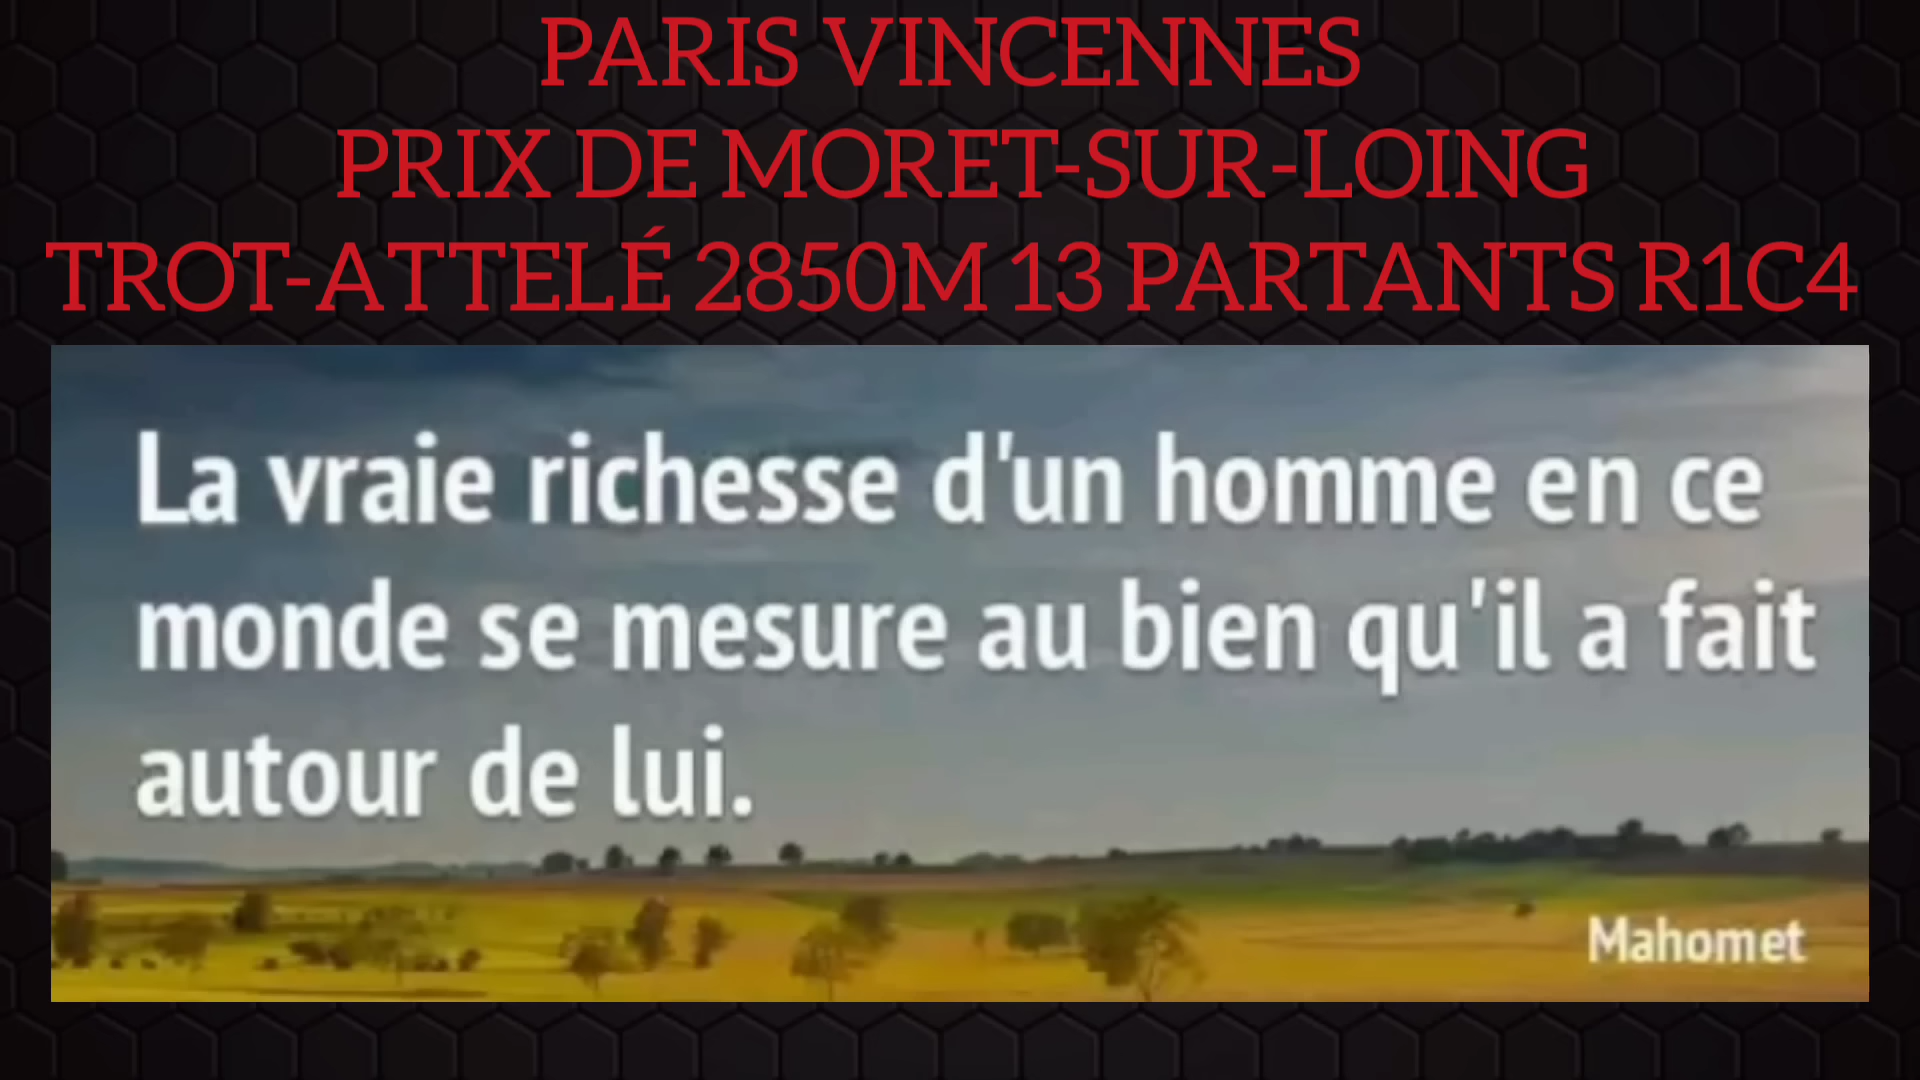 PARIS VINCENNES
PRIX DE MORET-SUR-LOING
TROT-ATTELÉ 2850M 13 PARTANTS R1C4
La vraie richesse d'un homme en ce
monde se mesure au bien qu'il a fait
autour de lui.
Mahomet